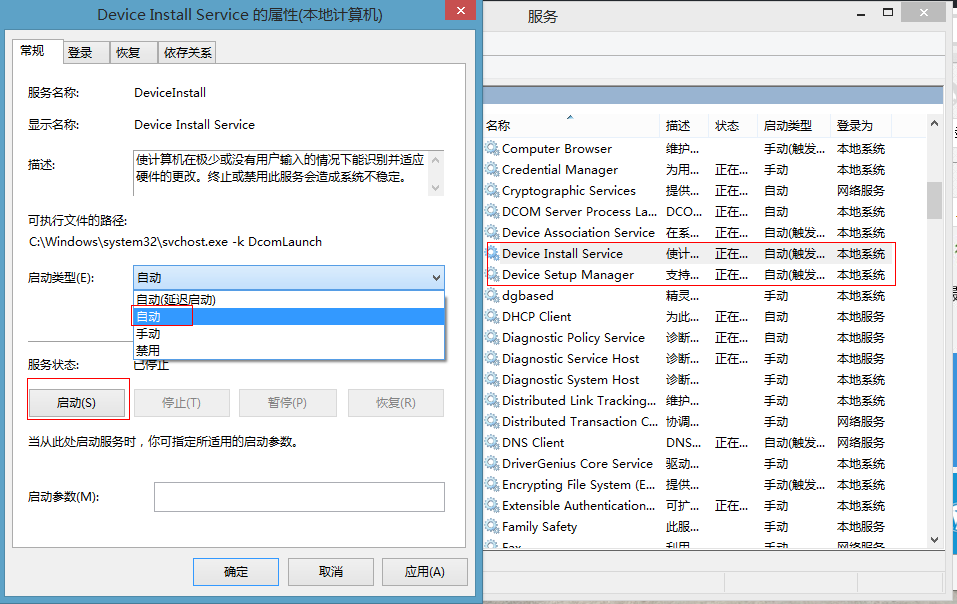 Device Install Service 的属性(本地计算机)
常规 登录 恢复 依存关系
服务名称: DeviceInstall
显示名称: Device Install Service
描述: 使计算机在极少或没有用户输入的情况下能识别并适应
硬件的更改。终止或禁用此服务会造成系统不稳定。
可执行文件的路径:
C:\Windows\system32\svchost.exe -k DcomLaunch
启动类型(E): 自动
自动(延迟启动)
自动
手动
禁用
服务状态: 已停止
启动(S) 停止(T) 暂停(P) 恢复(R)
当从此处启动服务时，你可指定所适用的启动参数。
启动参数(M):
确定 取消 应用(A)
服务
名称 描述 状态 启动类型 登录为
Computer Browser 维护... 手动(触发... 本地系统
Credential Manager 为用... 正在... 手动 本地系统
Cryptographic Services 提供... 正在... 自动 网络服务
DCOM Server Process La... DCO... 正在... 自动 本地系统
Device Association Service 在系... 正在... 自动(触发... 本地系统
Device Install Service 使计... 正在... 自动(触发... 本地系统
Device Setup Manager 支持... 正在... 自动(触发... 本地系统
dgbased 精灵... 手动 本地系统
DHCP Client 为此... 正在... 自动 本地服务
Diagnostic Policy Service 诊断... 正在... 自动 本地服务
Diagnostic Service Host 诊断... 正在... 手动 本地服务
Diagnostic System Host 诊断... 手动 本地系统
Distributed Link Tracking... 维护... 手动 本地系统
Distributed Transaction C... 协调... 手动 网络服务
DNS Client DNS... 正在... 自动(触发... 网络服务
DriverGenius Core Service 驱动... 手动 本地系统
Encrypting File System (E... 提供... 手动(触发... 本地系统
Extensible Authentication... 可扩... 正在... 手动 本地系统
Family Safety 此服... 手动 本地服务
Fax 利用... 手动 网络服务